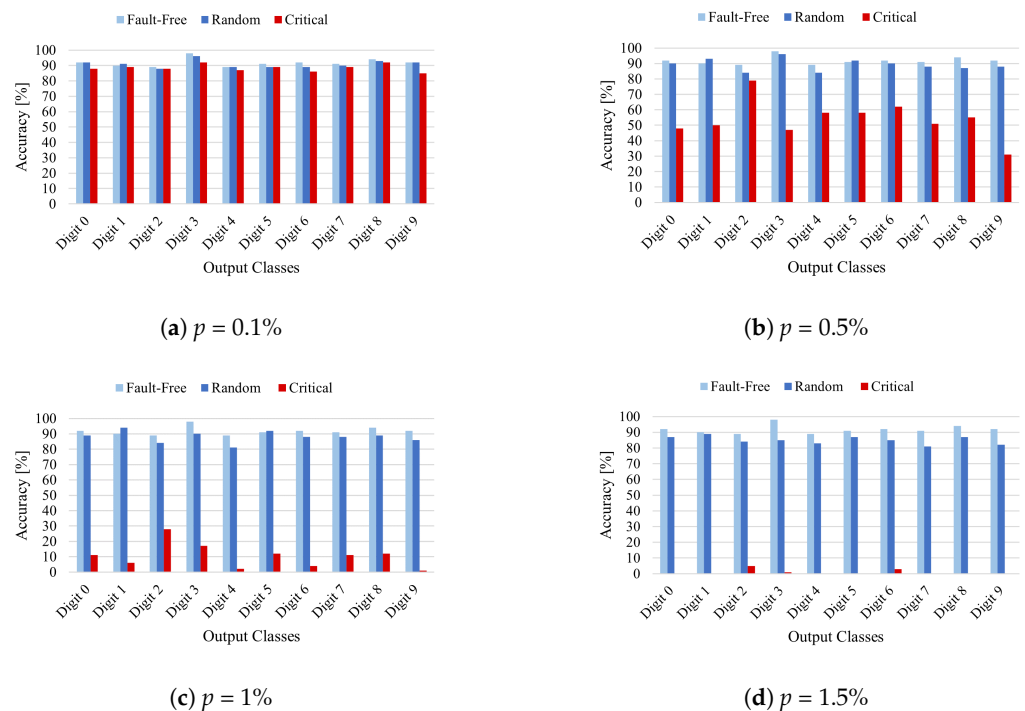 Fault-Free Random Critical
100
90
80
70
60
50
40
30
20
10
0
Accuracy [%]
Digit 0 Digit 1 Digit 2 Digit 3 Digit 4 Digit 5 Digit 6 Digit 7 Digit 8 Digit 9
Output Classes
(a) p = 0.1%
Fault-Free Random Critical
100
90
80
70
60
50
40
30
20
10
0
Accuracy [%]
Digit 0 Digit 1 Digit 2 Digit 3 Digit 4 Digit 5 Digit 6 Digit 7 Digit 8 Digit 9
Output Classes
(b) p = 0.5%
Fault-Free Random Critical
100
90
80
70
60
50
40
30
20
10
0
Accuracy [%]
Digit 0 Digit 1 Digit 2 Digit 3 Digit 4 Digit 5 Digit 6 Digit 7 Digit 8 Digit 9
Output Classes
(c) p = 1%
Fault-Free Random Critical
100
90
80
70
60
50
40
30
20
10
0
Accuracy [%]
Digit 0 Digit 1 Digit 2 Digit 3 Digit 4 Digit 5 Digit 6 Digit 7 Digit 8 Digit 9
Output Classes
(d) p = 1.5%